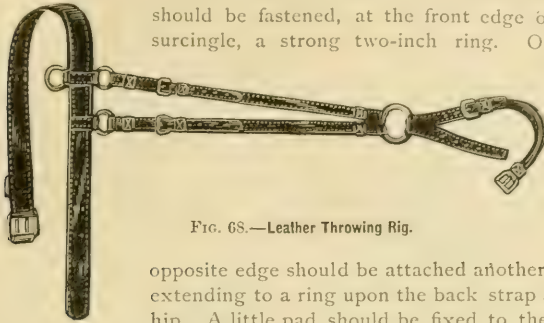 should be fastened, at the front edge o
surcingle, a strong two-inch ring. O
FIG. 68.—Leather Throwing Rig.
opposite edge should be attached another
extending to a ring upon the back strap
hip. A little pad should be fixed to the